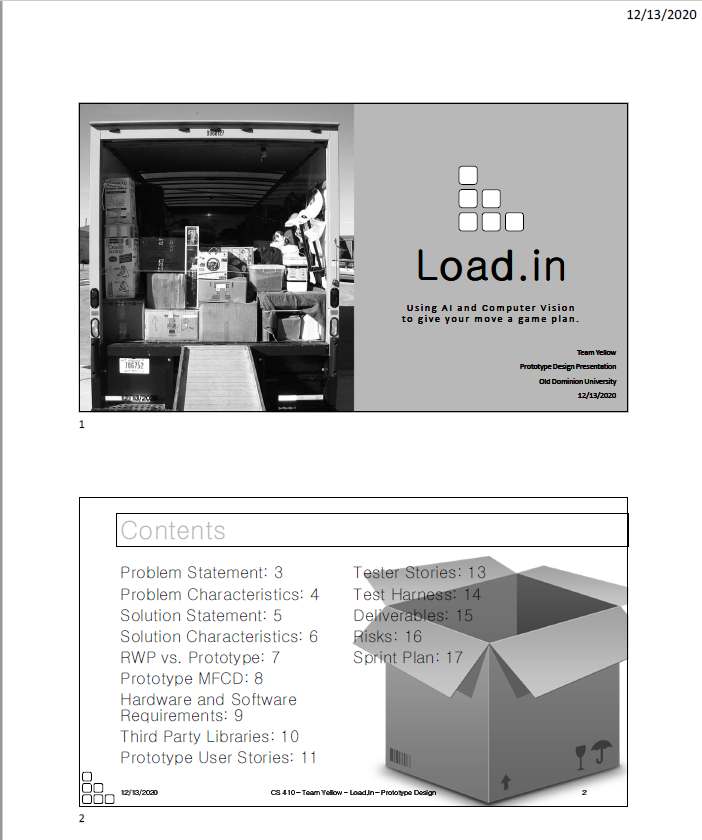 12/13/2020
Load.in
Using AI and Computer Vision
to give your move a game plan.
Team Yellow
Prototype Design Presentation
Old Dominion University
12/13/2020
12/13/2020
1
Contents
Problem Statement: 3
Problem Characteristics: 4
Solution Statement: 5
Solution Characteristics: 6
RWP vs. Prototype: 7
Prototype MFCD: 8
Hardware and Software
Requirements: 9
Third Party Libraries: 10
Prototype User Stories: 11
Tester Stories: 13
Test Harness: 14
Deliverables: 15
Risks: 16
Sprint Plan: 17
12/13/2020
CS 410 – Team Yellow – Load.In – Prototype Design
2
2